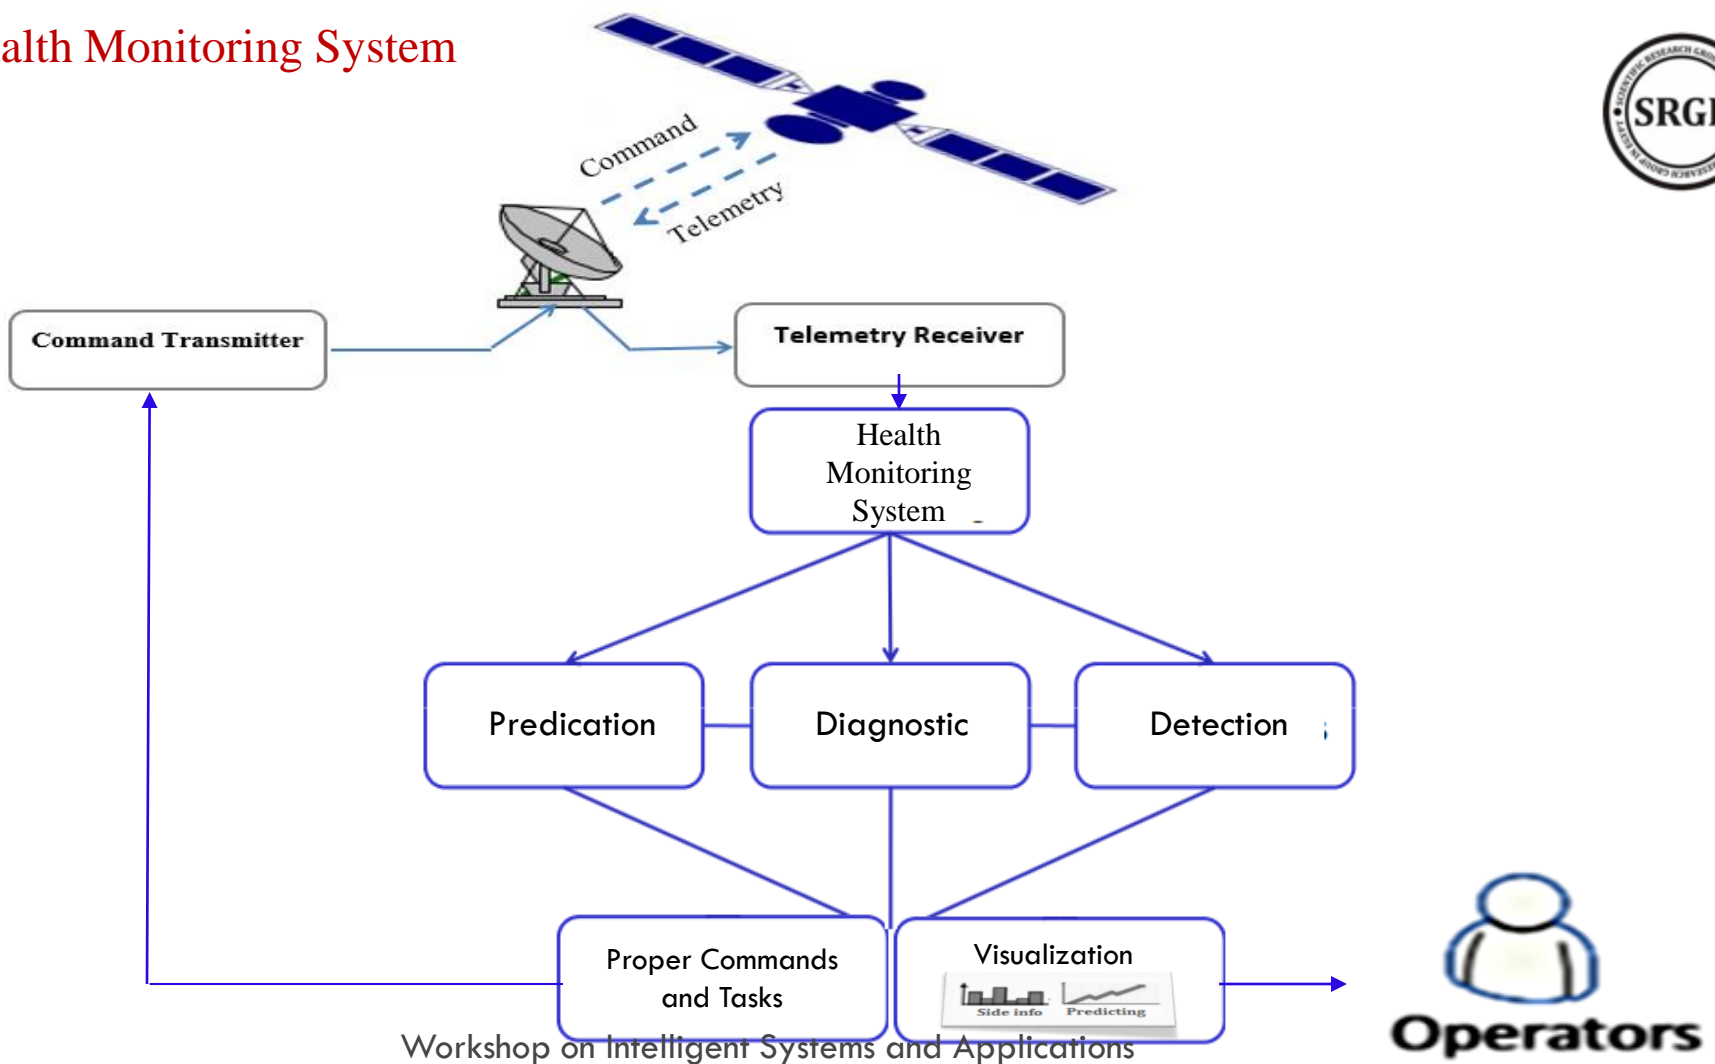 alth Monitoring System
SRG
Command
Telemetry
Command Transmitter
Telemetry Receiver
Health
Monitoring
System
Predication
Diagnostic
Detection
Proper Commands
and Tasks
Visualization
Side info
Predicting
Operators
Workshop on Intelligent Systems and Applications